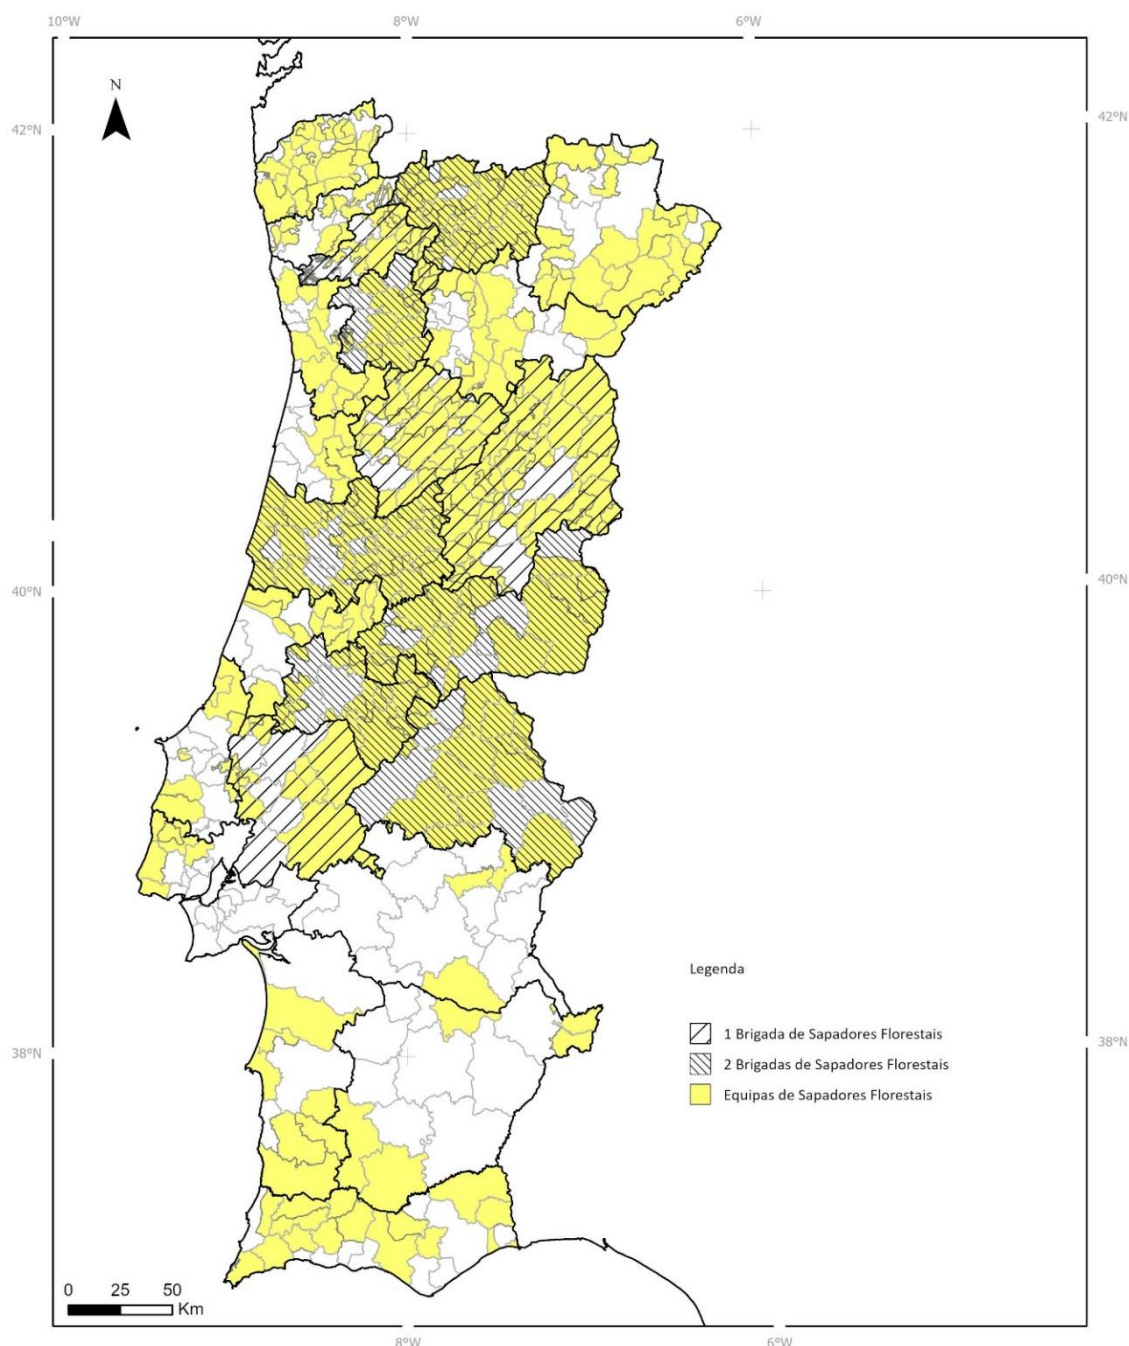 10°W 8°W 6°W
N
42°N 42°N
40°N 40°N
Legenda
1 Brigada de Sapadores Florestais
38°N 38°N
2 Brigadas de Sapadores Florestais
Equipas de Sapadores Florestais
0 25 50
Km
8°W 6°W